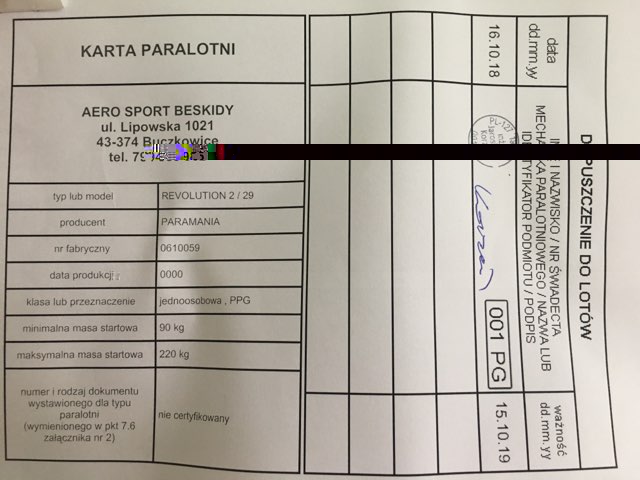 KARTA PARALOTNI
AERO SPORT BESKIDY
ul. Lipowska 1021
43-374 Buczkowice
tel.
typ lub model REVOLUTION 2 / 29
producent PARAMANIA
nr fabryczny 0610059
data produkcji 0000
klasa lub przeznaczenie jednoosobowa , PPG
minimalna masa startowa 90 kg
maksymalna masa startowa 220 kg
numer i rodzaj dokumentu
wystawionego dla typu
paralotni
(wymienionego w pkt 7.6
załącznika nr 2)
nie certyfikowany
DOPUSZCZENIE DO LOTÓW
data
dd.mm.yy
IMIĘ I NAZWISKO / NR ŚWIADECTA
MECHANIKA PARALOTNIOWEGO / NAZWA LUB
IDENTYFIKATOR PODMIOTU / PODPIS
ważność
dd.mm.yy
16.10.18
PL-127
001 PG
15.10.19